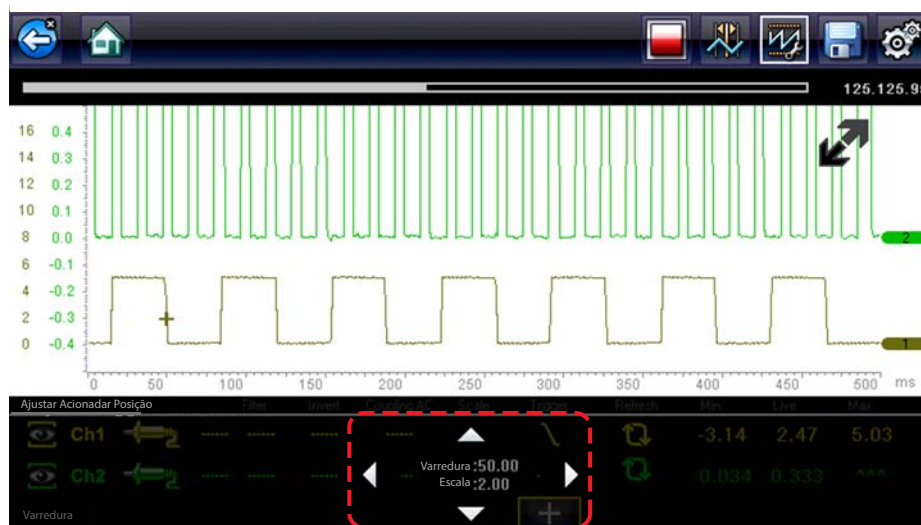 125.125.9
16 0.4
14 0.3
12 0.2
10 0.1
8 0.0
6 -0.1
4 -0.2
2 -0.3
0 -0.4
2
1
0 50 100 150 200 250 300 350 400 450 500 ms
Ajustar Acionadar Posição
Filter Invert Coupling AC Scale Trigger Refresh Min Live Max
Ch1 ------ ------ ------ ------ -3.14 2.47 5.03
Varredura :50.00
Escala :2.00
Ch2 ------ ------ ------ -0.034 0.333 ^^^
Varredura